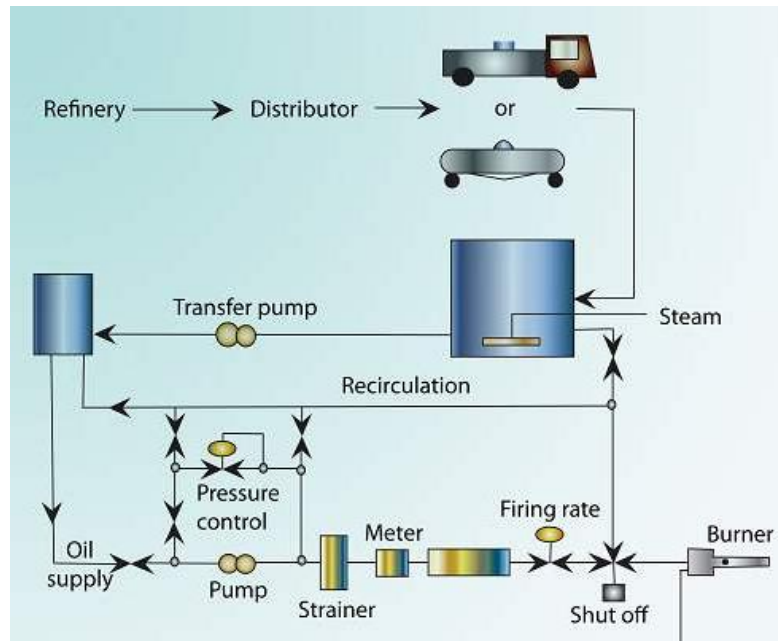 Refinery
Distributor
or
Transfer pump
Steam
Recirculation
Pressure
control
Firing rate
Meter
Burner
Oil
supply
Pump
Strainer
Shut off